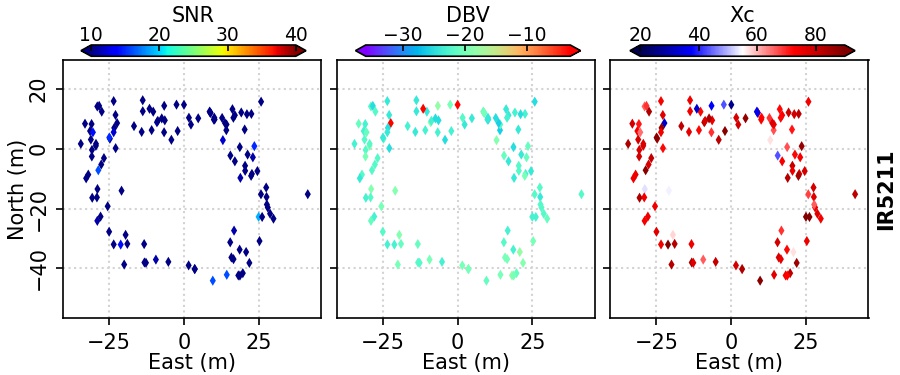 SNR DBV Xc
10 20 30 40 −30 −20 −10 20 40 60 80
20
0
−20
−40
North (m)
IR5211
−25 0 25 −25 0 25 −25 0 25
East (m) East (m) East (m)